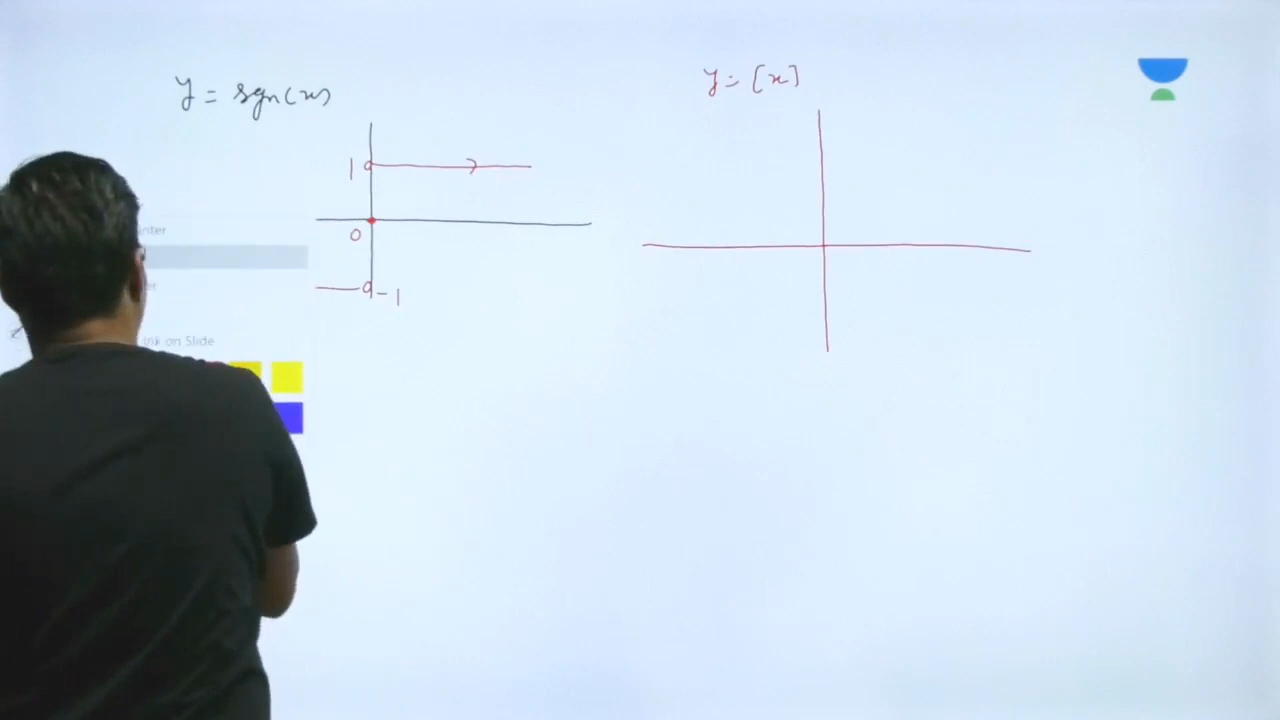 y = sgn(x)
y = [x]
1
0
-1
Ink on Slide